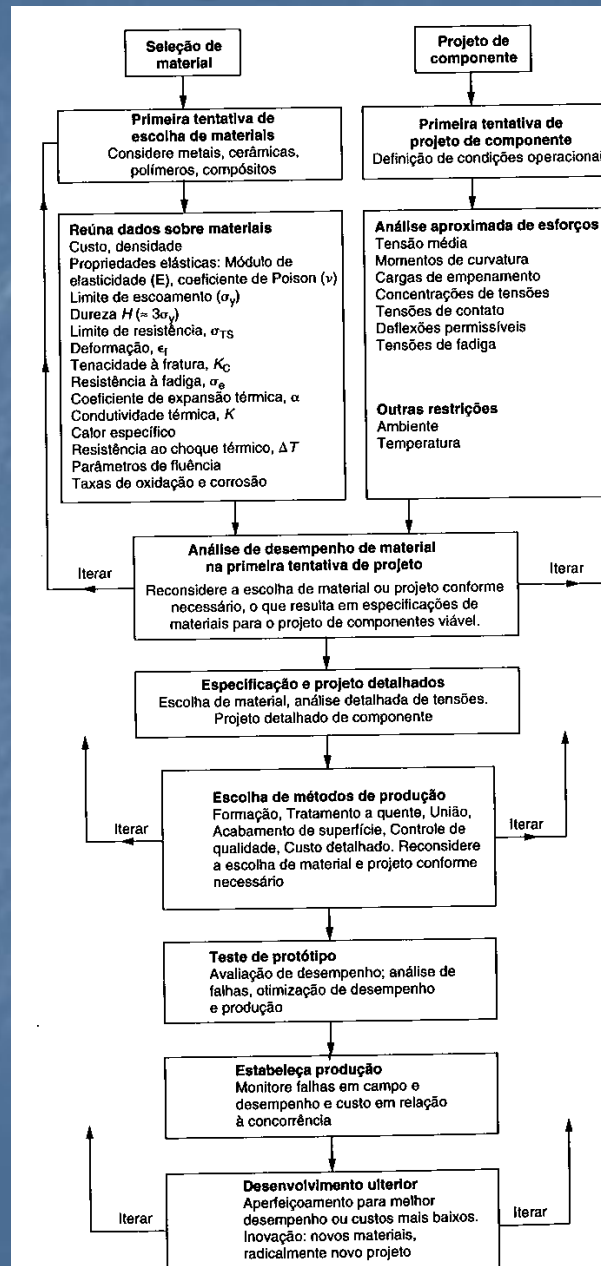 Seleção de
material
Projeto de
componente
Primeira tentativa de
escolha de materiais
Considere metais, cerâmicas,
polímeros, compósitos
Primeira tentativa de
projeto de componente
Definição de condições operacionai
Reúna dados sobre materiais
Custo, densidade
Propriedades elásticas: Módulo de
elasticidade (E), coeficiente de Poison (ν)
Limite de escoamento (σy)
Dureza H (≈ 3σy)
Limite de resistência, σTS
Deformação, ϵf
Tenacidade à fratura, KC
Resistência à fadiga, σe
Coeficiente de expansão térmica, α
Condutividade térmica, K
Calor específico
Resistência ao choque térmico, ΔT
Parâmetros de fluência
Taxas de oxidação e corrosão
Análise aproximada de esforços
Tensão média
Momentos de curvatura
Cargas de empenamento
Concentrações de tensões
Tensões de contato
Deflexões permissíveis
Tensões de fadiga
Outras restrições
Ambiente
Temperatura
Análise de desempenho de material
na primeira tentativa de projeto
Iterar
Iterar
Reconsidere a escolha de material ou projeto conforme
necessário, o que resulta em especificações de
materiais para o projeto de componentes viável.
Especificação e projeto detalhados
Escolha de material, análise detalhada de tensões.
Projeto detalhado de componente
Escolha de métodos de produção
Formação, Tratamento a quente, União,
Acabamento de superfície, Controle de
qualidade, Custo detalhado. Reconsidere
a escolha de material e projeto conforme
necessário
Iterar
Iterar
Teste de protótipo
Avaliação de desempenho; análise de
falhas, otimização de desempenho
e produção
Estabeleça produção
Monitore falhas em campo e
desempenho e custo em relação
à concorrência
Desenvolvimento ulterior
Aperfeiçoamento para melhor
desempenho ou custos mais baixos.
Inovação: novos materiais,
radicalmente novo projeto
Iterar
Iterar